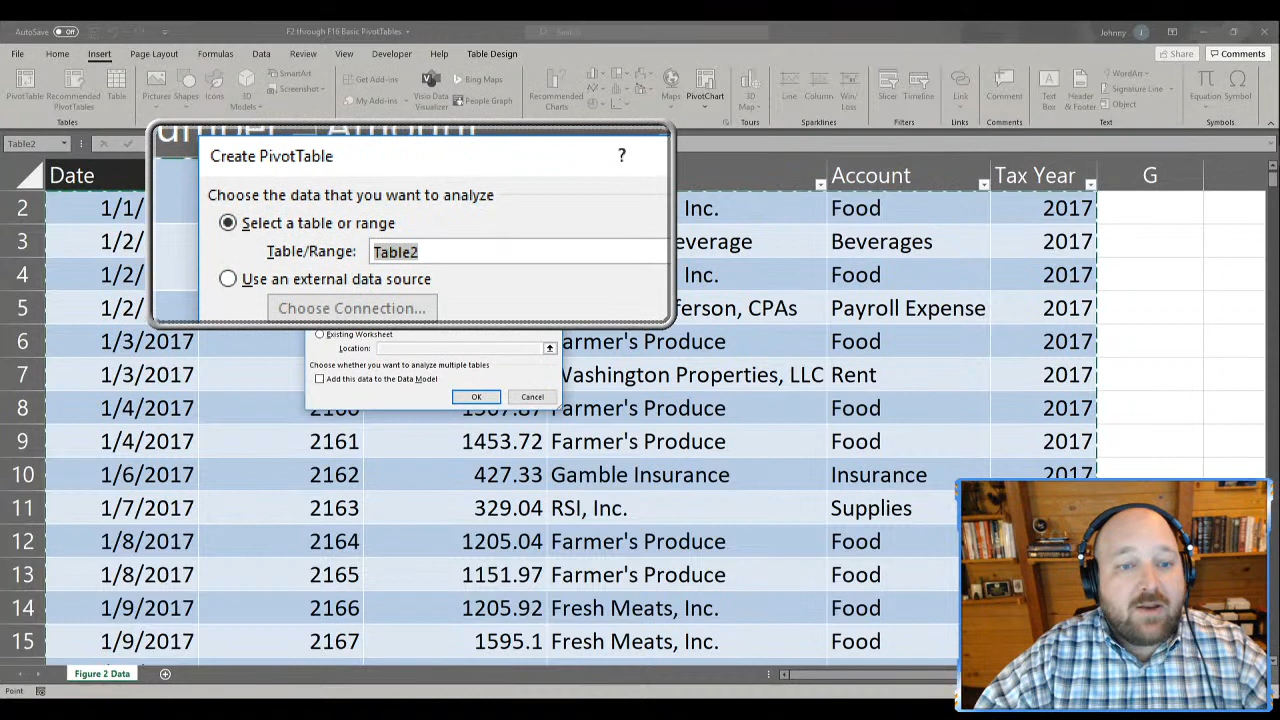 AutoSave Off
F2 through F16 Basic PivotTables
Search
Johnny J
File Home Insert Page Layout Formulas Data Review View Developer Help Table Design
Share Comments
PivotTable
Recommended PivotTables
Table
Tables
Pictures
Shapes
Icons
3D Models
SmartArt
Screenshot
Get Add-ins
My Add-ins
Visio Data Visualizer
Bing Maps
People Graph
Recommended Charts
Maps
PivotChart
3D Map
Tours
Line
Column
Win/Loss
Sparklines
Slicer
Timeline
Filters
Link
Links
Comment
Comments
Text Box
Header & Footer
WordArt
Signature Line
Object
Text
Equation
Symbol
Symbols
Table2
Amount
Create PivotTable ?
Choose the data that you want to analyze
Select a table or range
Table/Range: Table2
Use an external data source
Choose Connection...
Existing Worksheet
Location:
Choose whether you want to analyze multiple tables
Add this data to the Data Model
OK Cancel
Date Account Tax Year G
2 1/1/ Inc. Food 2017
3 1/2/ everage Beverages 2017
4 1/2/ Inc. Food 2017
5 1/2/ ferson, CPAs Payroll Expense 2017
6 1/3/2017 Farmer's Produce Food 2017
7 1/3/2017 Washington Properties, LLC Rent 2017
8 1/4/2017 2160 1307.87 Farmer's Produce Food 2017
9 1/4/2017 2161 1453.72 Farmer's Produce Food 2017
10 1/6/2017 2162 427.33 Gamble Insurance Insurance 2017
11 1/7/2017 2163 329.04 RSI, Inc. Supplies
12 1/8/2017 2164 1205.04 Farmer's Produce Food
13 1/8/2017 2165 1151.97 Farmer's Produce Food
14 1/9/2017 2166 1205.92 Fresh Meats, Inc. Food
15 1/9/2017 2167 1595.1 Fresh Meats, Inc. Food
Figure 2 Data
Point